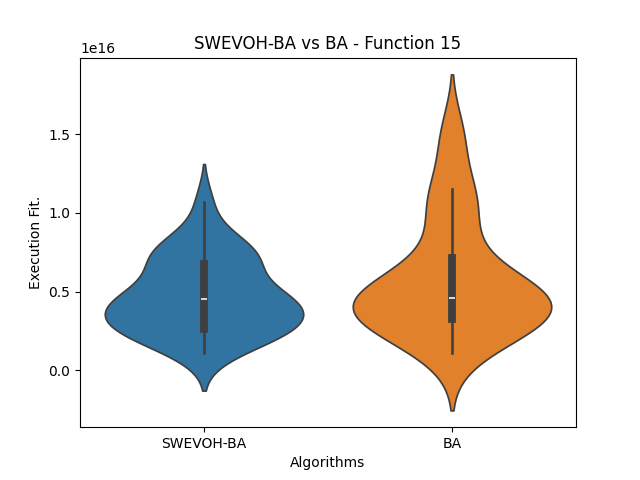 SWEVOH-BA vs BA - Function 15
1e16
1.5
1.0
0.5
0.0
Execution Fit.
SWEVOH-BA
BA
Algorithms